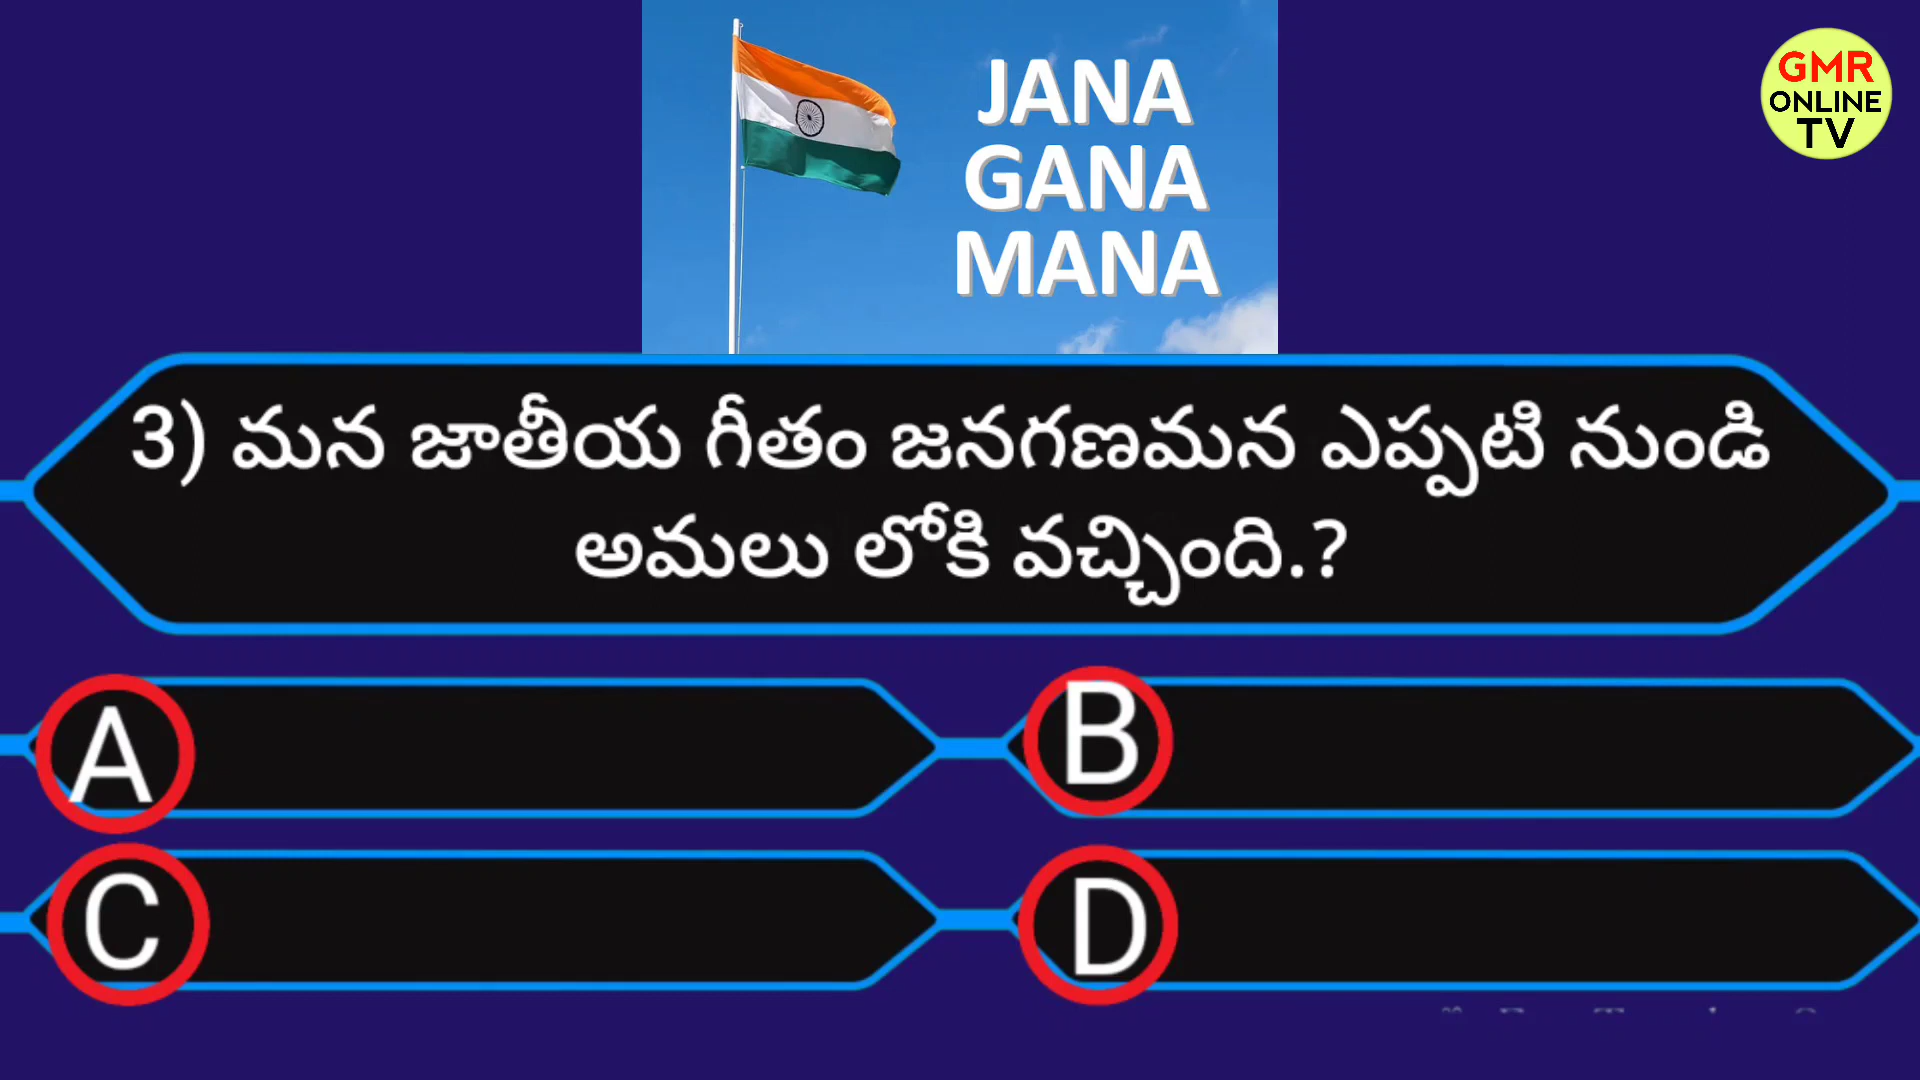 JANA
GANA
MANA
GMR
ONLINE
TV
3) మన జాతీయ గీతం జనగణమన ఎప్పటి నుండి
అమలు లోకి వచ్చింది.?
A
B
C
D